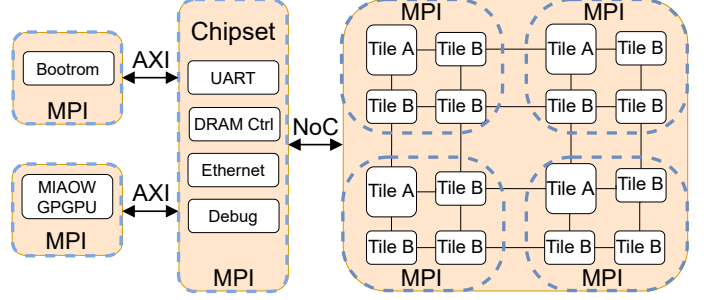 Bootrom
MPI
AXI
MIAOW
GPGPU
MPI
AXI
Chipset
UART
DRAM Ctrl
Ethernet
Debug
MPI
NoC
MPI MPI
Tile A Tile B Tile A Tile B
Tile B Tile B Tile B Tile B
Tile A Tile B Tile A Tile B
Tile B Tile B Tile B Tile B
MPI MPI